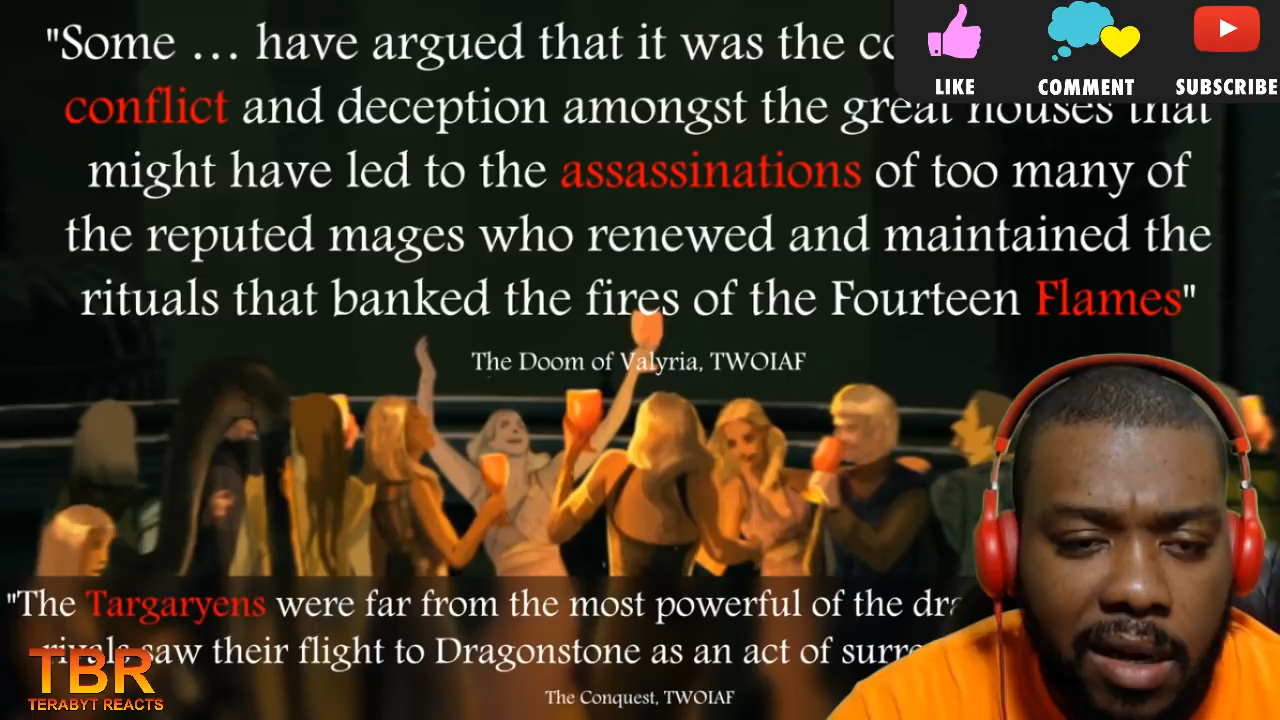 "Some … have argued that it was the
conflict and deception amongst the great houses that
might have led to the assassinations of too many of
the reputed mages who renewed and maintained the
rituals that banked the fires of the Fourteen Flames"
The Doom of Valyria, TWOIAF
LIKE
COMMENT
SUBSCRIBE
"The Targaryens were far from the most powerful of the
rivals saw their flight to Dragonstone as an act of
The Conquest, TWOIAF
TBR
TERABYT REACTS